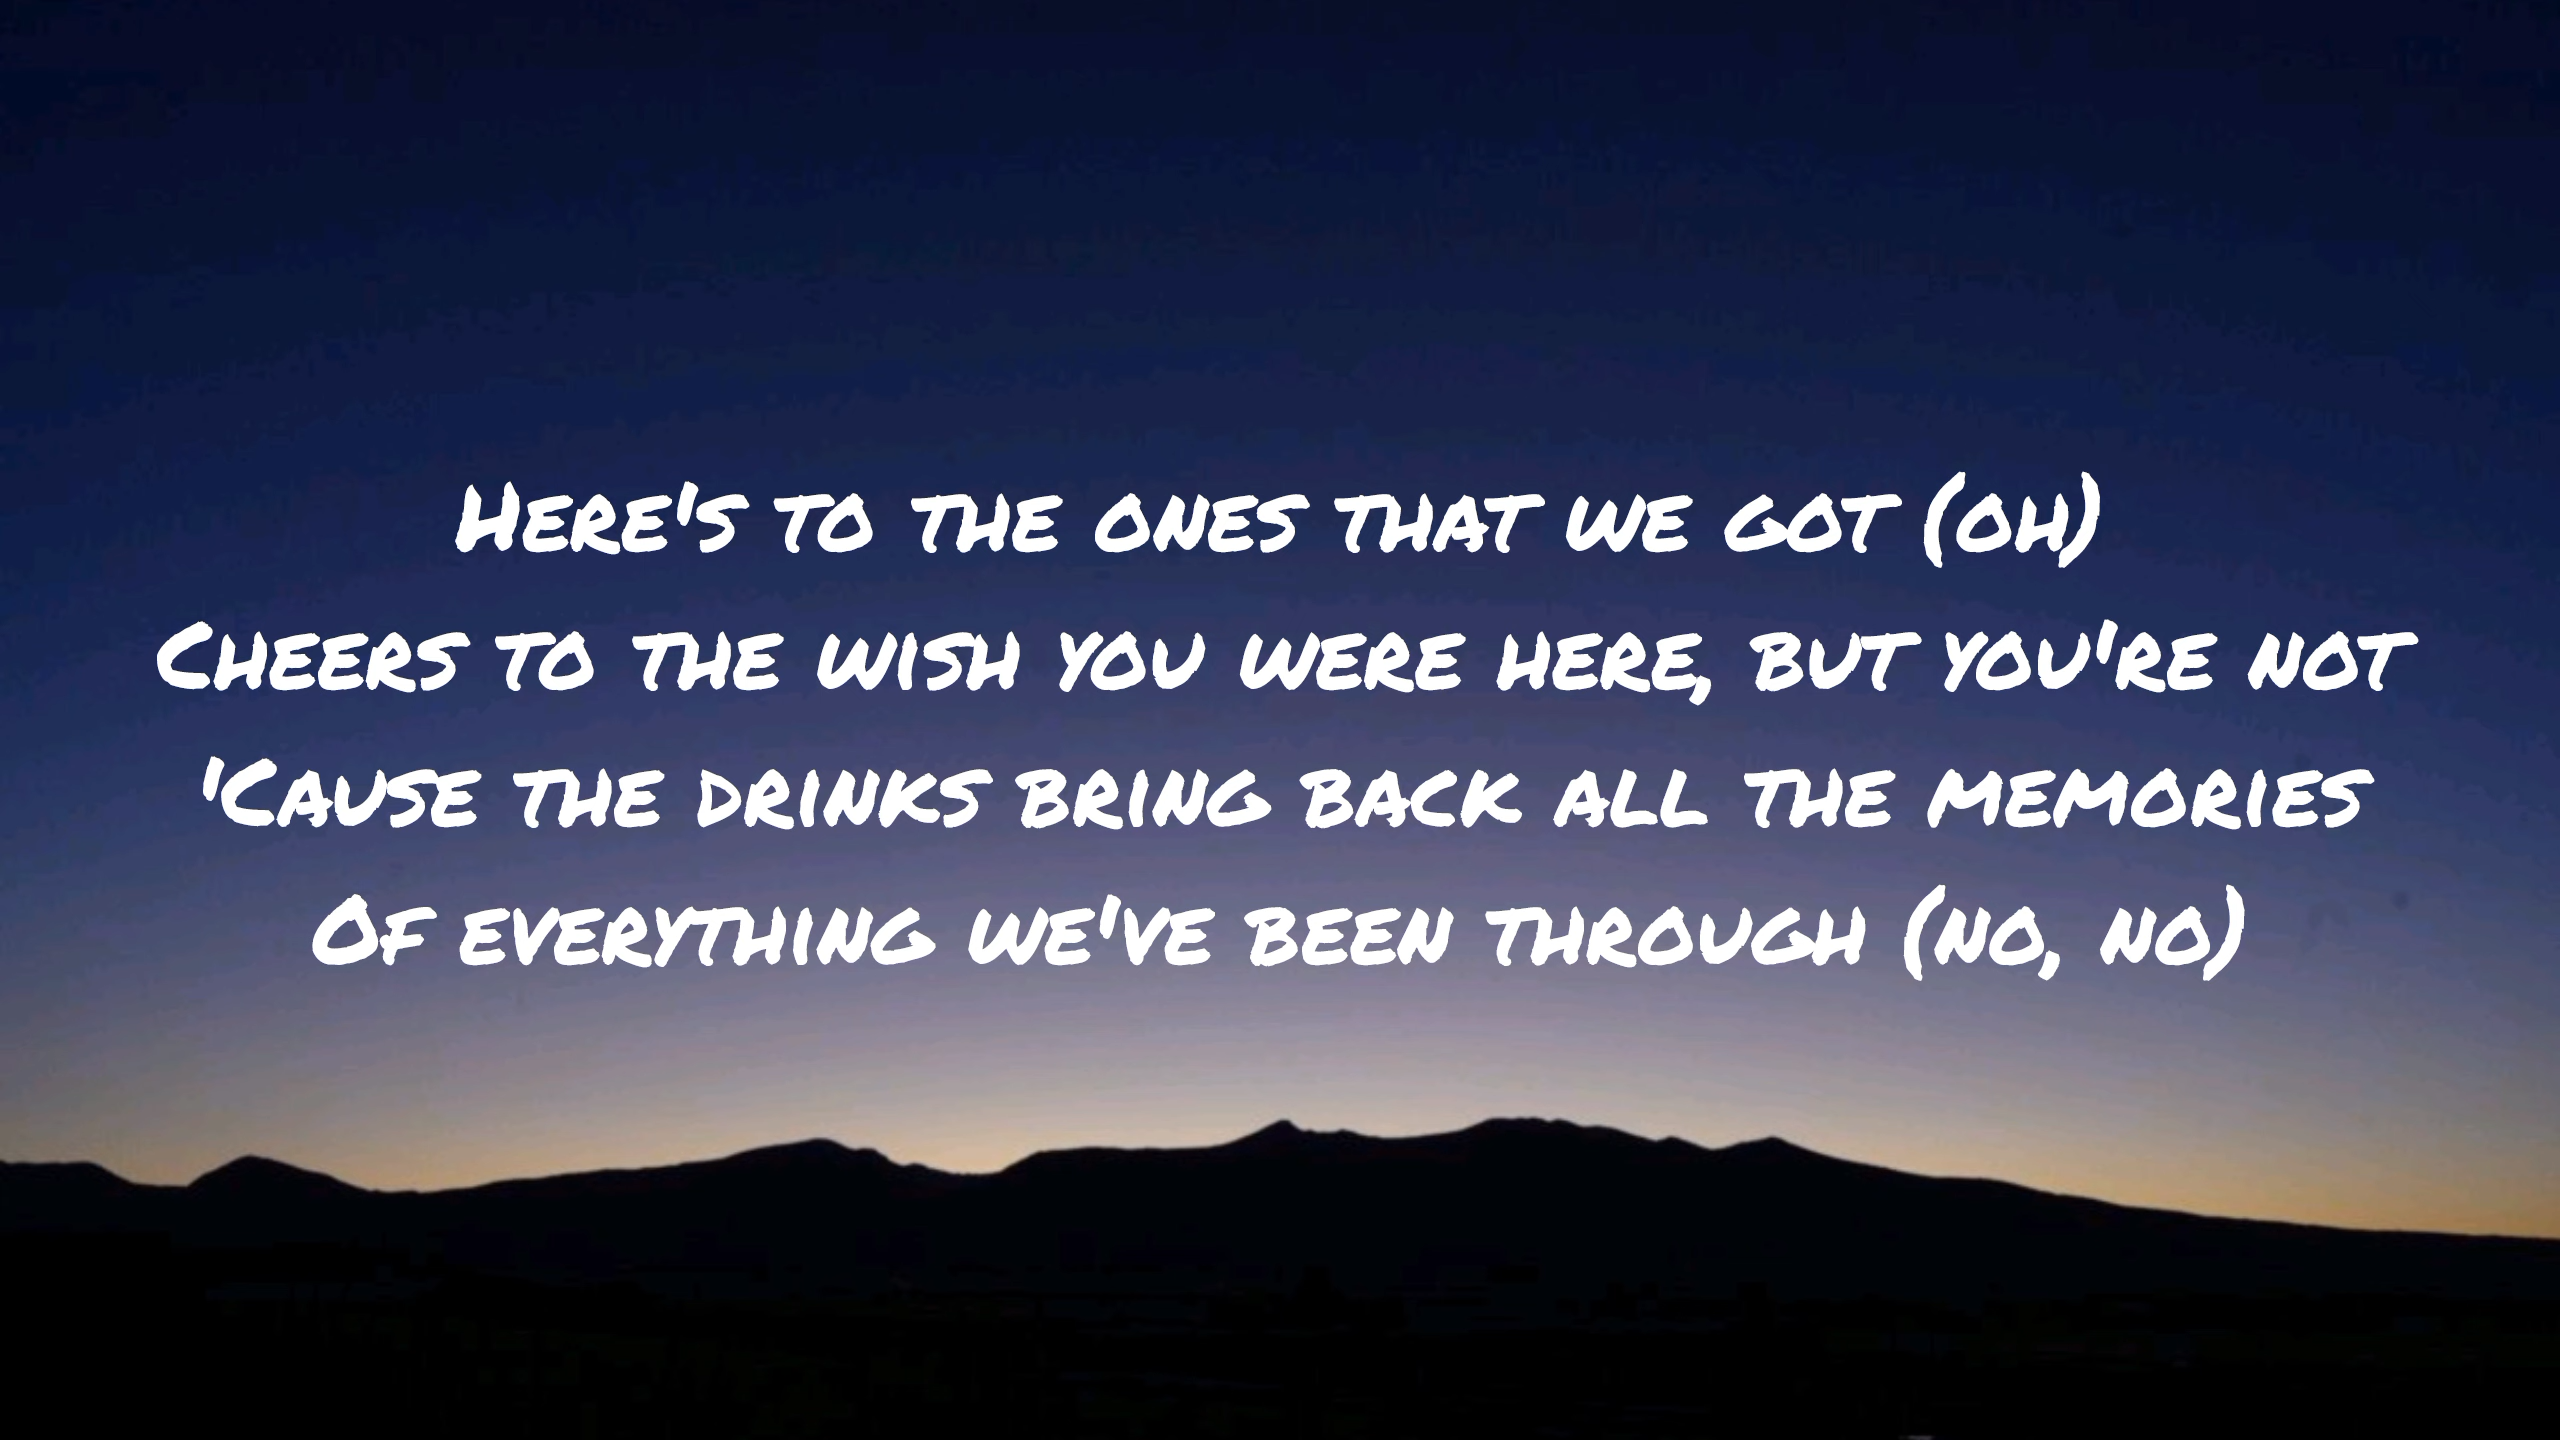 Here's to the ones that we got (oh)
Cheers to the wish you were here, but you're not
'Cause the drinks bring back all the memories
Of everything we've been through (no, no)